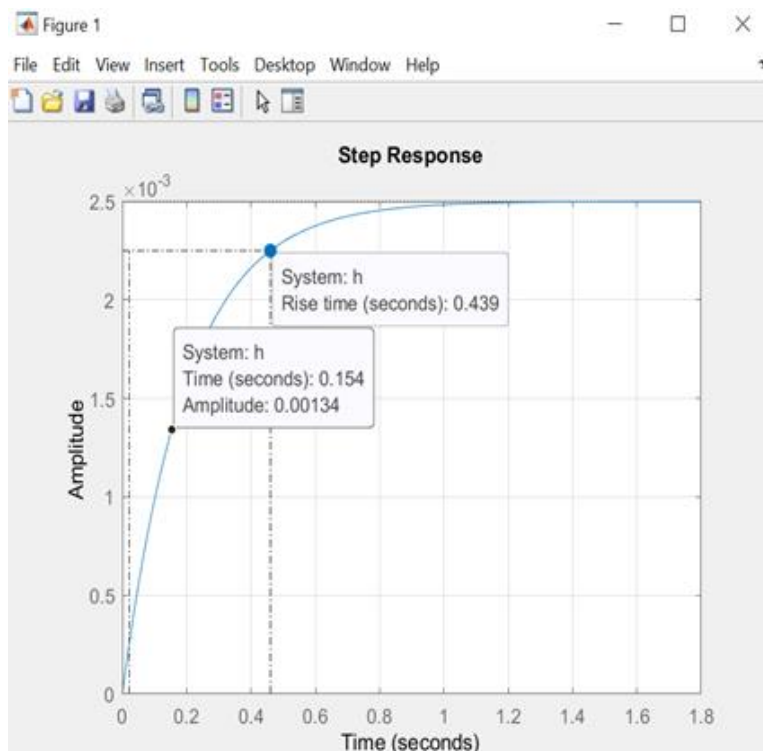 Figure 1
File Edit View Insert Tools Desktop Window Help
Step Response
×10⁻³
2.5
2
1.5
1
0.5
0
Amplitude
System: h
Rise time (seconds): 0.439
System: h
Time (seconds): 0.154
Amplitude: 0.00134
0 0.2 0.4 0.6 0.8 1 1.2 1.4 1.6 1.8
Time (seconds)